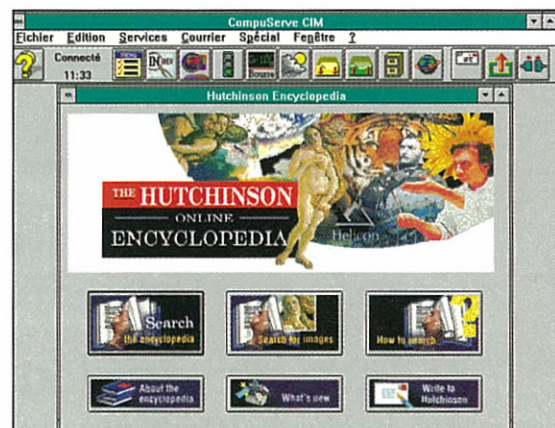 CompuServe CIM
Fichier Edition Services Courrier Spécial Fenêtre ?
Connecté
11:33
Bourse
Hutchinson Encyclopedia
THE HUTCHINSON
ONLINE
ENCYCLOPEDIA
Helicon
Search
the encyclopedia
Search for images
How to search
About the
encyclopedia
What's new
Write to
Hutchinson